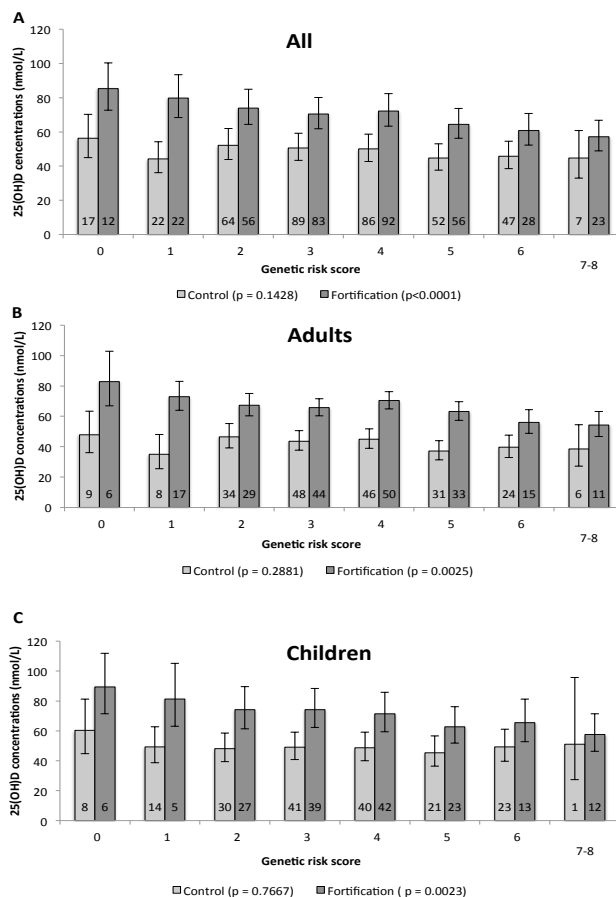 A
All
25(OH)D concentrations (nmol/L)
120
100
80
60
40
20
0
17 12 22 22 64 56 89 83 86 92 52 56 47 28 7 23
0 1 2 3 4 5 6 7-8
Genetic risk score
Control (p = 0.1428) Fortification (p<0.0001)
B
Adults
25(OH)D concentrations (nmol/L)
120
100
80
60
40
20
0
9 6 8 17 34 29 48 44 46 50 31 33 24 15 6 11
0 1 2 3 4 5 6 7-8
Genetic risk score
Control (p = 0.2881) Fortification (p = 0.0025)
C
Children
25(OH)D concentrations (nmol/L)
120
100
80
60
40
20
0
8 6 14 5 30 27 41 39 40 42 21 23 23 13 1 12
0 1 2 3 4 5 6 7-8
Genetic risk score
Control (p = 0.7667) Fortification ( p = 0.0023)